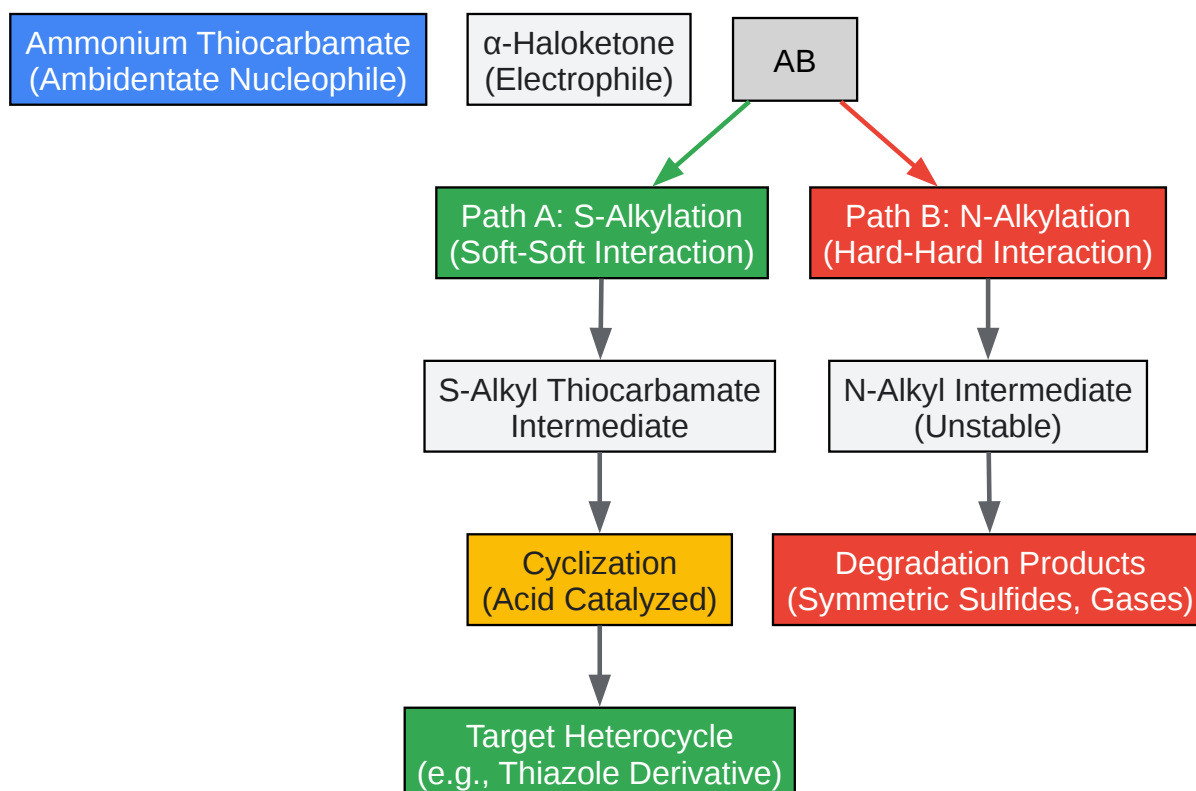 Ammonium Thiocarbamate
(Ambidentate Nucleophile)
α-Haloketone
(Electrophile)
AB
Path A: S-Alkylation
(Soft-Soft Interaction)
Path B: N-Alkylation
(Hard-Hard Interaction)
S-Alkyl Thiocarbamate
Intermediate
N-Alkyl Intermediate
(Unstable)
Cyclization
(Acid Catalyzed)
Degradation Products
(Symmetric Sulfides, Gases)
Target Heterocycle
(e.g., Thiazole Derivative)